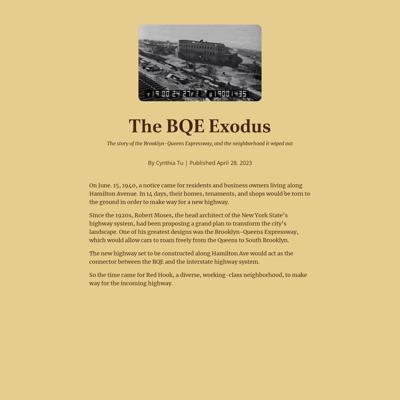 The BQE Exodus
The story of the Brooklyn-Queens Expressway, and the neighborhood it wiped out
By Cynthia Tu | Published April 28, 2023
On June. 15, 1940, a notice came for residents and business owners living along
Hamilton Avenue. In 14 days, their homes, tenaments, and shops would be torn to
the ground in order to make way for a new highway.
Since the 1920s, Robert Moses, the head architect of the New York State's
highway system, had been proposing a grand plan to transform the city's
landscape. One of his greatest designs was the Brooklyn-Queens Expressway,
which would allow cars to roam freely from the Queens to South Brooklyn.
The new highway set to be constructed along Hamilton Ave would act as the
connector between the BQE and the interstate highway system.
So the time came for Red Hook, a diverse, working-class neighborhood, to make
way for the incoming highway.